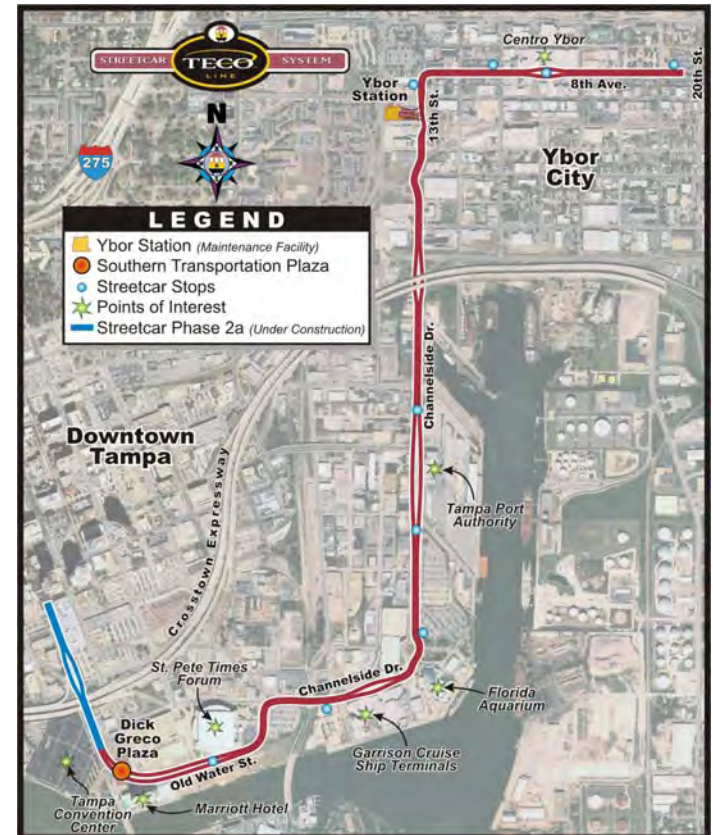 STREETCAR
TECO
LINE
SYSTEM
Centro Ybor
Ybor
Station
8th Ave.
20th St.
13th St.
N
275
Ybor
City
LEGEND
Ybor Station (Maintenance Facility)
Southern Transportation Plaza
Streetcar Stops
Points of Interest
Streetcar Phase 2a (Under Construction)
Channelside Dr.
Downtown
Tampa
Crosstown Expressway
Tampa Port
Authority
St. Pete Times
Forum
Channelside Dr.
Florida
Aquarium
Dick
Greco
Plaza
Old Water St.
Garrison Cruise
Ship Terminals
Tampa
Convention
Center
Marriott Hotel